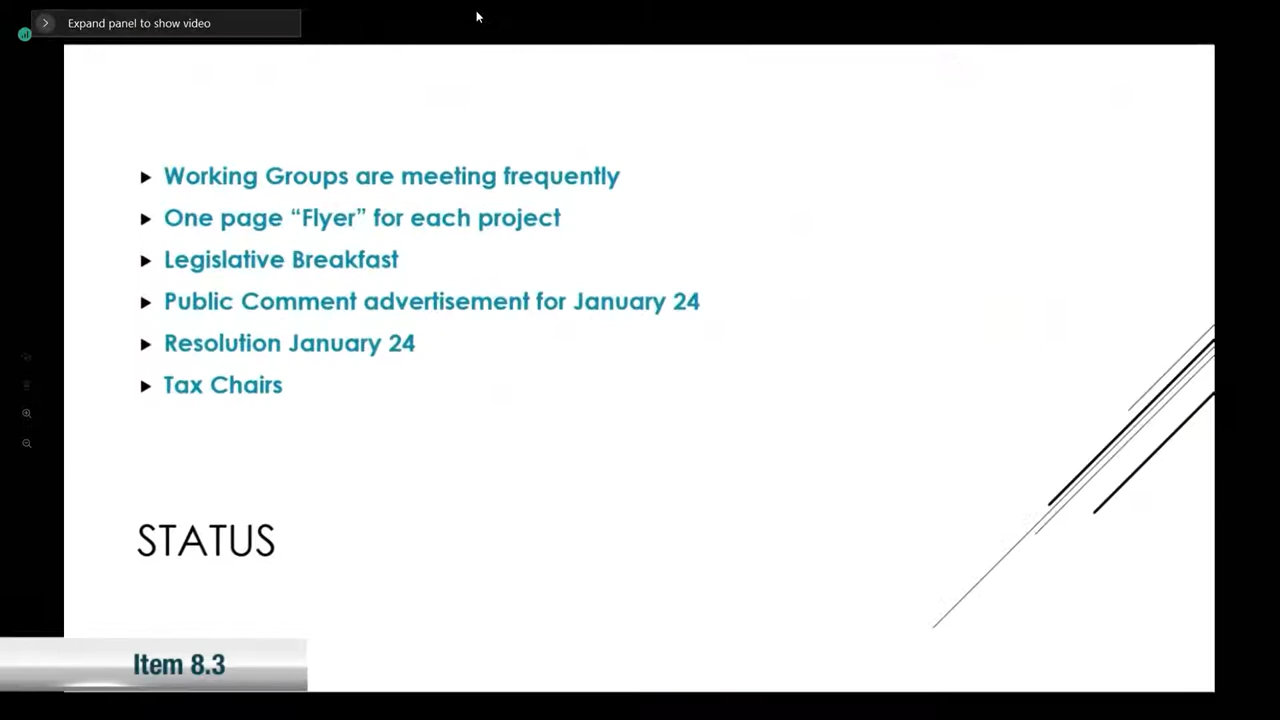 Expand panel to show video
Working Groups are meeting frequently
One page “Flyer” for each project
Legislative Breakfast
Public Comment advertisement for January 24
Resolution January 24
Tax Chairs
STATUS
Item 8.3